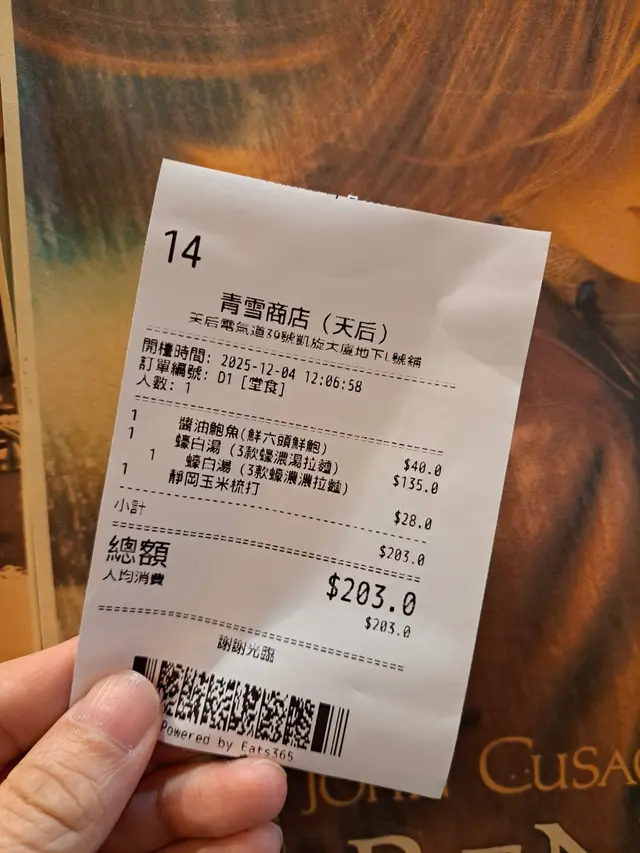 14
青雪商店 (天后)
天后電氣道39號凱旋大廈地下L號鋪
開檯時間: 2025-12-04 12:06:58
訂單編號: D1 [堂食]
人數: 1
1 醬油鮑魚(鮮六頭鮮鮑) $40.0
1 蠔白湯 (3款蠔濃湯拉麵) $135.0
1 蠔白湯 (3款蠔濃濃拉麵)
1 靜岡玉米梳打 $28.0
小計 $203.0
總額 $203.0
人均消費 $203.0
謝謝光臨
Powered by Eats365
JOHN CUSA